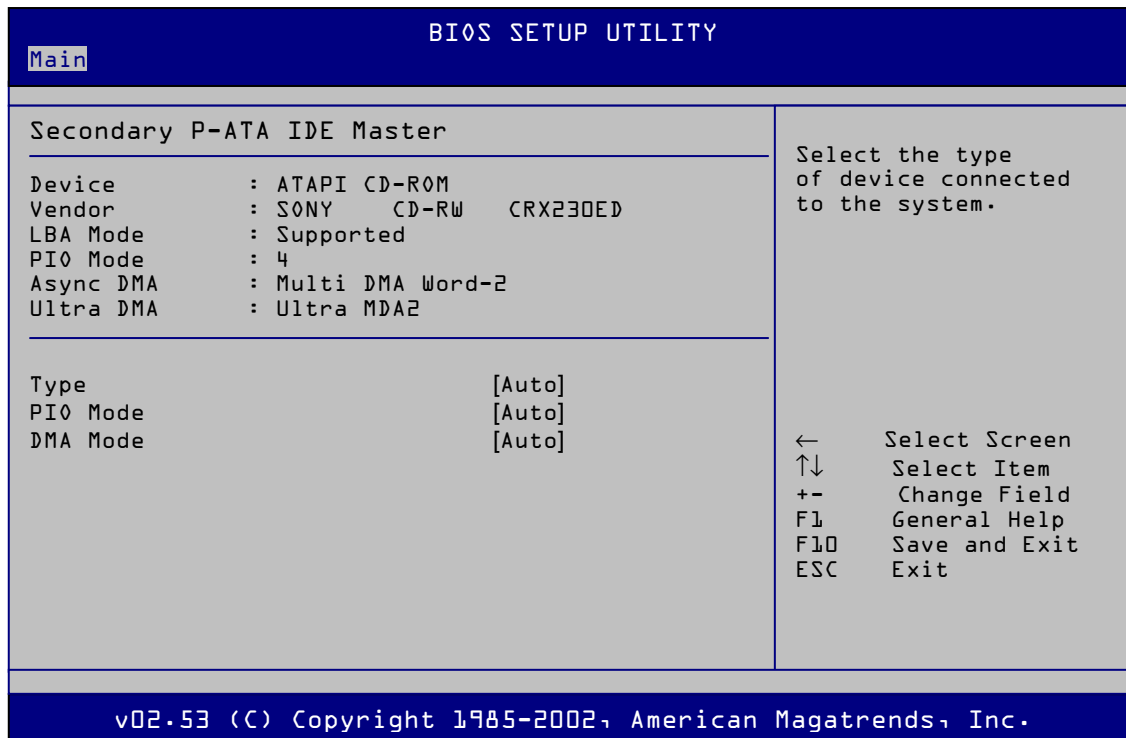 BIOS SETUP UTILITY
Main
Secondary P-ATA IDE Master
Device : ATAPI CD-ROM
Vendor : SONY CD-RW CRX230ED
LBA Mode : Supported
PIO Mode : 4
Async DMA : Multi DMA Word-2
Ultra DMA : Ultra MDA2
Type [Auto]
PIO Mode [Auto]
DMA Mode [Auto]
Select the type
of device connected
to the system.
← Select Screen
↑↓ Select Item
+- Change Field
F1 General Help
F10 Save and Exit
ESC Exit
v02.53 (C) Copyright 1985-2002, American Magatrends, Inc.